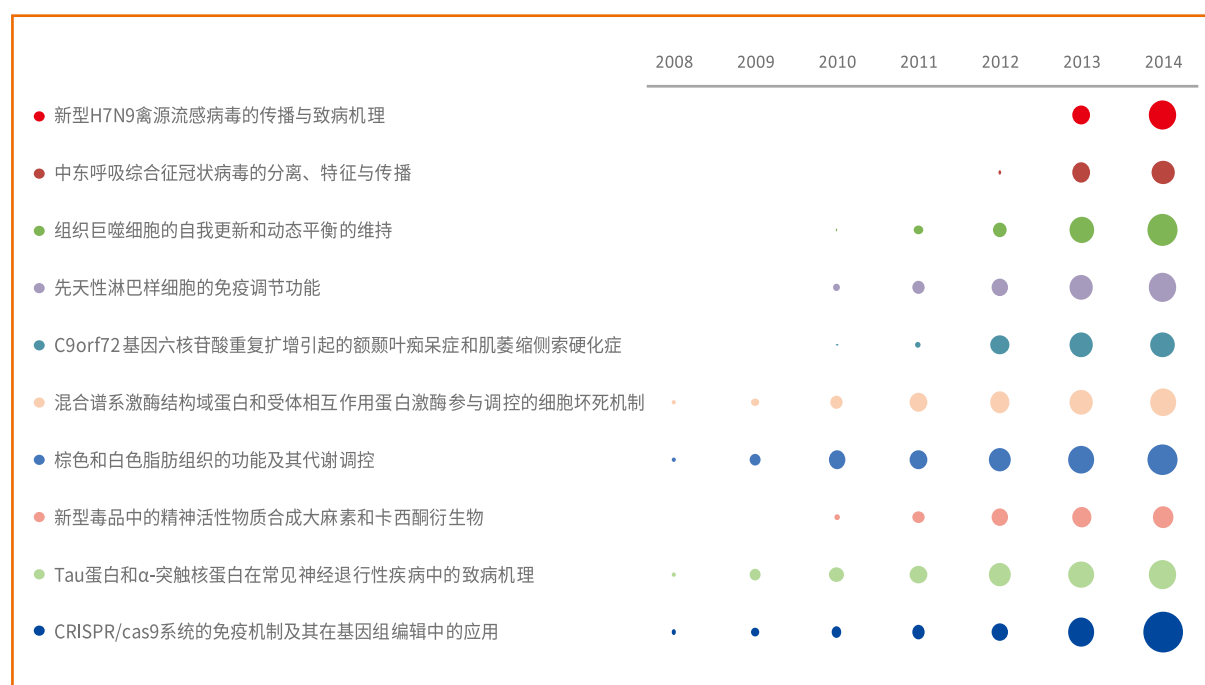 2008 2009 2010 2011 2012 2013 2014
新型H7N9禽源流感病毒的传播与致病机理
中东呼吸综合征冠状病毒的分离、特征与传播
组织巨噬细胞的自我更新和动态平衡的维持
先天性淋巴样细胞的免疫调节功能
C9orf72基因六核苷酸重复扩增引起的额颞叶痴呆症和肌萎缩侧索硬化症
混合谱系激酶结构域蛋白和受体相互作用蛋白激酶参与调控的细胞坏死机制
棕色和白色脂肪组织的功能及其代谢调控
新型毒品中的精神活性物质合成大麻素和卡西酮衍生物
Tau蛋白和α-突触核蛋白在常见神经退行性疾病中的致病机理
CRISPR/cas9系统的免疫机制及其在基因组编辑中的应用